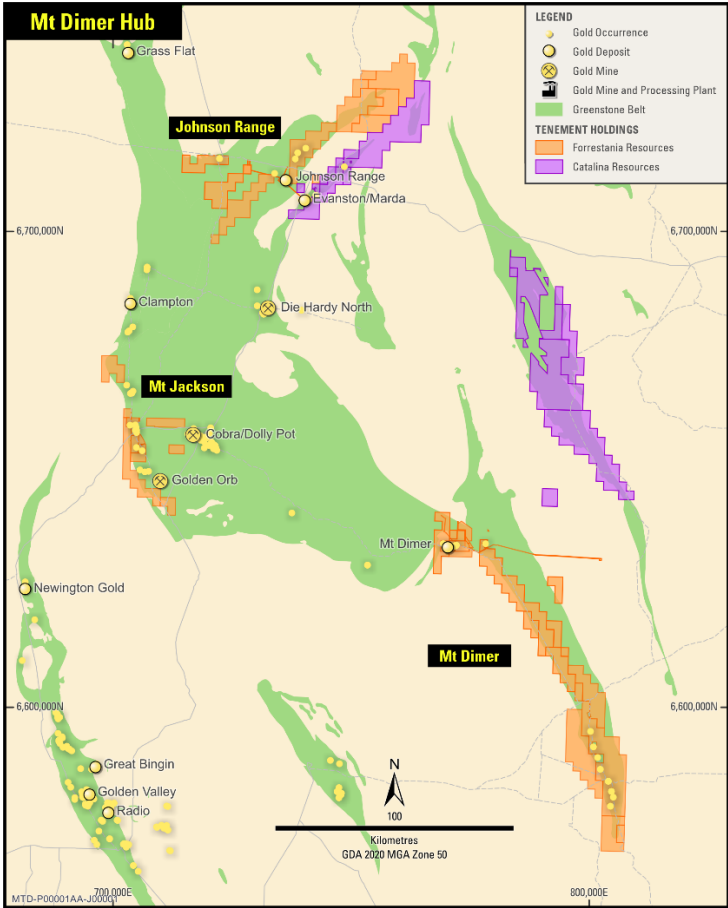 Mt Dimer Hub
LEGEND
Gold Occurrence
Gold Deposit
Gold Mine
Gold Mine and Processing Plant
Greenstone Belt
TENEMENT HOLDINGS
Forrestania Resources
Catalina Resources
Grass Flat
Johnson Range
Johnson Range
Evanston/Marda
6,700,000N
6,700,000N
Clampton
Die Hardy North
Mt Jackson
Cobra/Dolly Pot
Golden Orb
Mt Dimer
Newington Gold
Mt Dimer
6,600,000N
6,600,000N
Great Bingin
Golden Valley
Radio
N
100
Kilometres
GDA 2020 MGA Zone 50
MTD-P00001AA-J00001
700,000E
800,000E